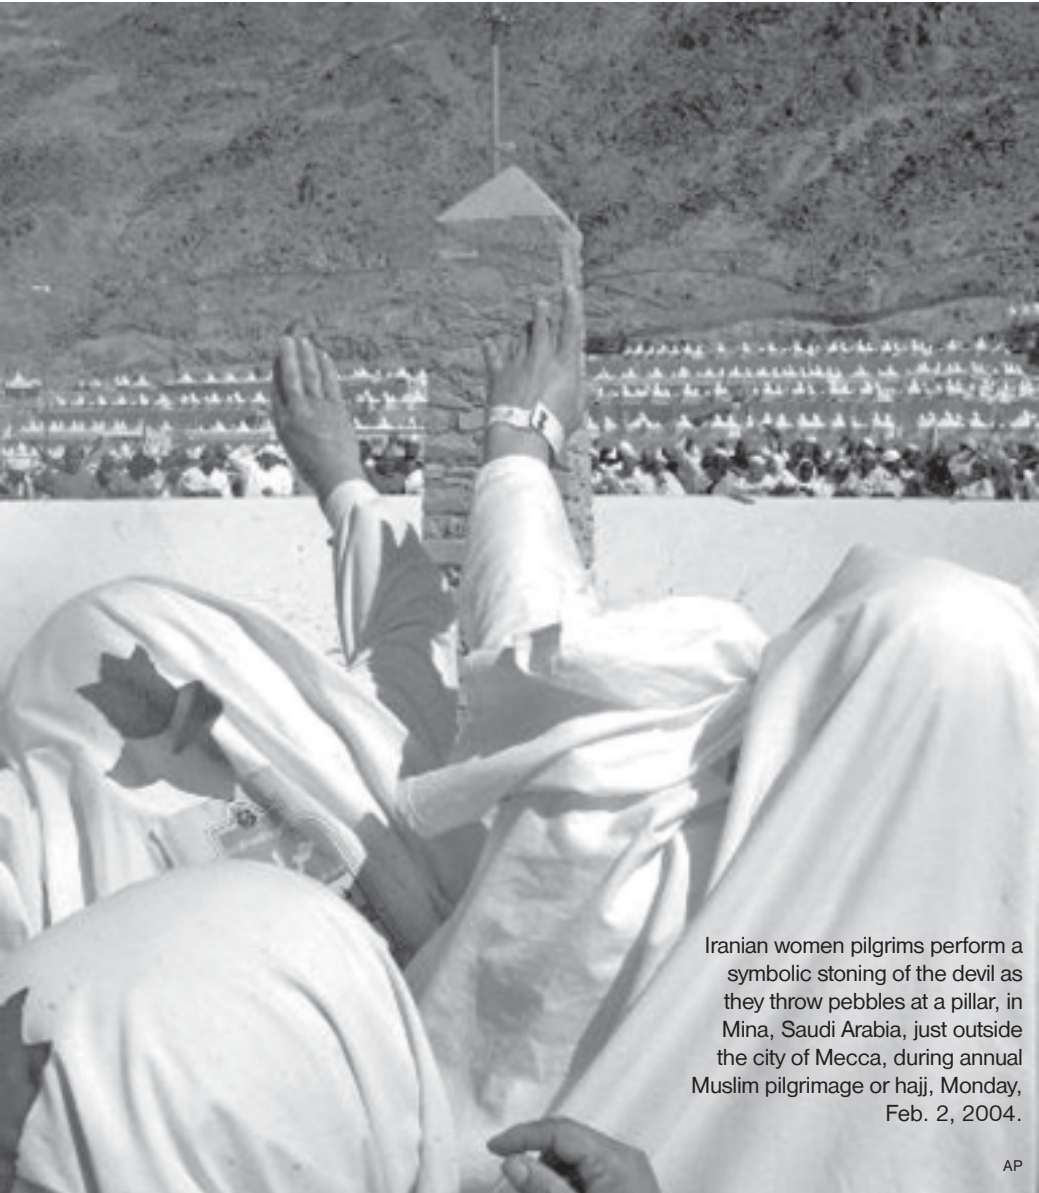 Iranian women pilgrims perform a
symbolic stoning of the devil as
they throw pebbles at a pillar, in
Mina, Saudi Arabia, just outside
the city of Mecca, during annual
Muslim pilgrimage or hajj, Monday,
Feb. 2, 2004.
AP